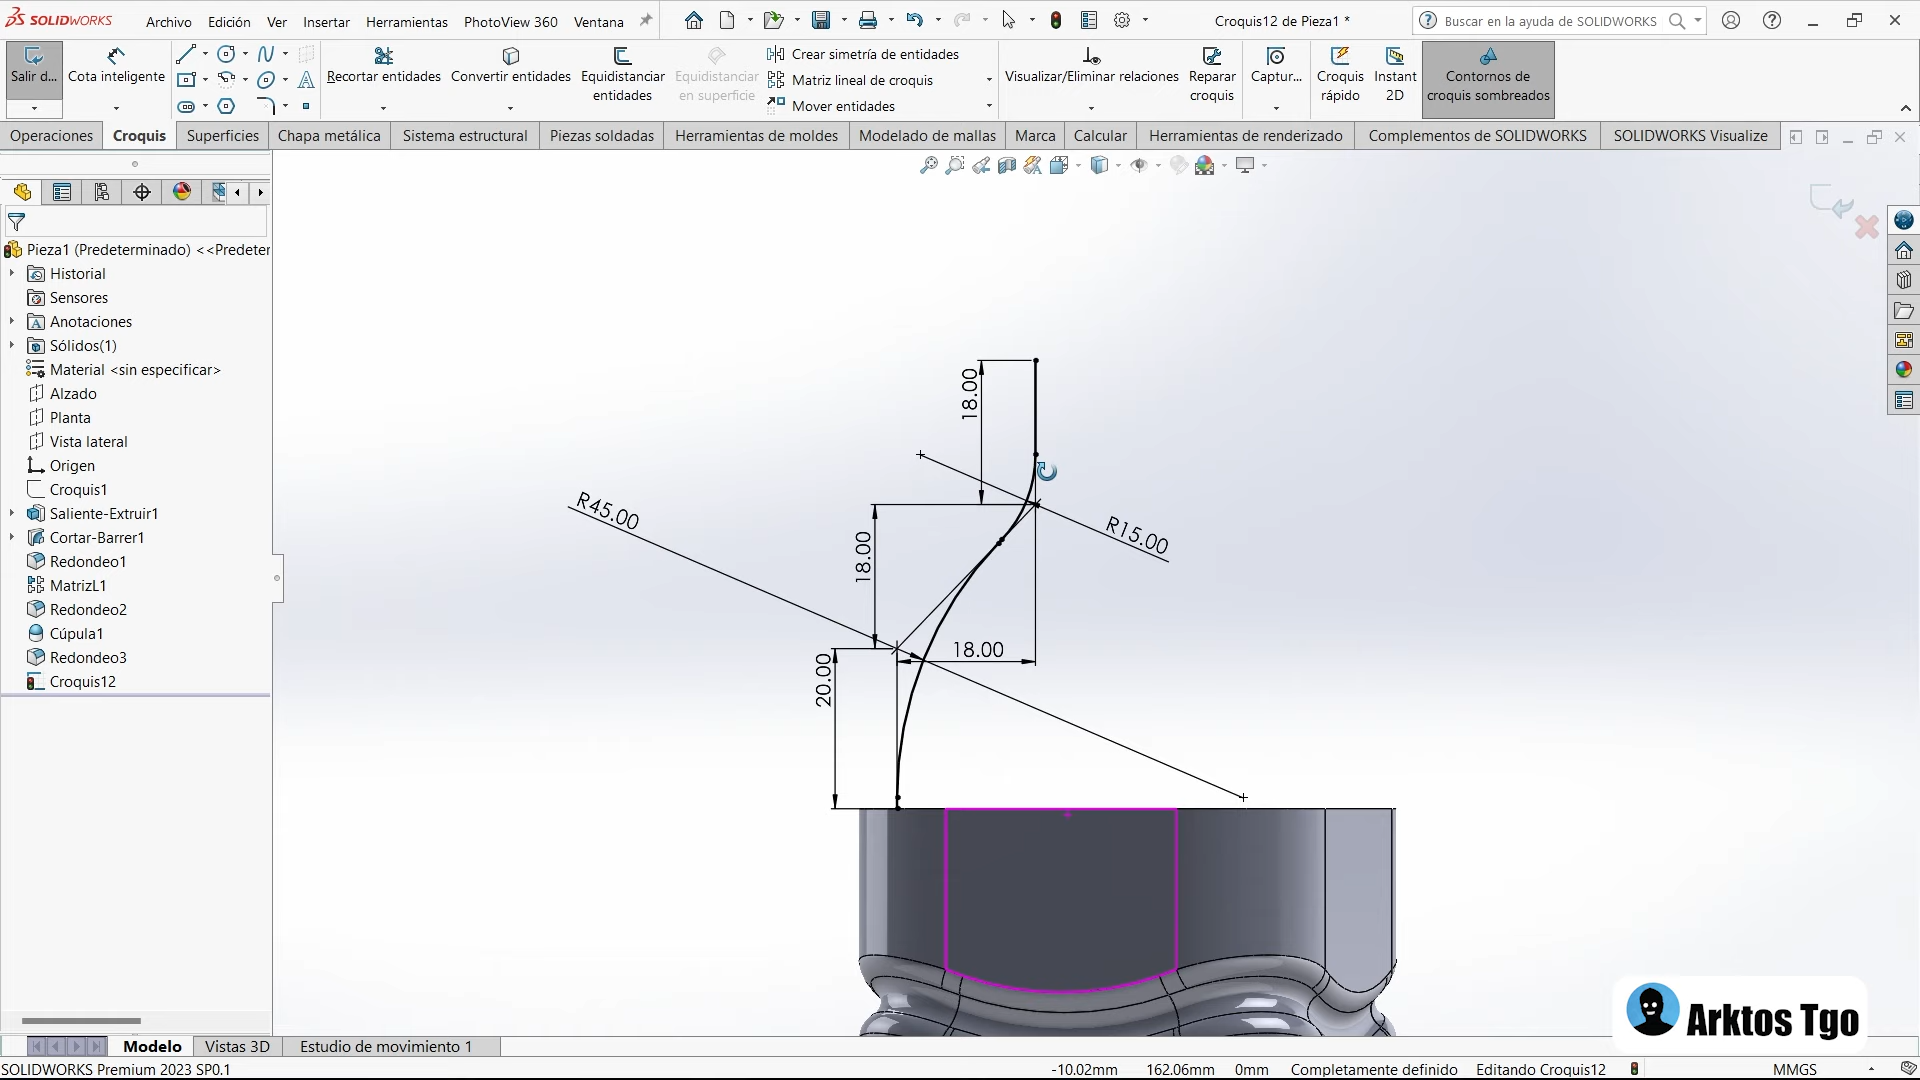 SOLIDWORKS
Archivo
Edición
Ver
Insertar
Herramientas
PhotoView 360
Ventana
Croquis12 de Pieza1 *
Buscar en la ayuda de SOLIDWORKS
Salir d...
Cota inteligente
Recortar entidades
Convertir entidades
Equidistanciar
entidades
Equidistanciar
en superficie
Crear simetría de entidades
Matriz lineal de croquis
Mover entidades
Visualizar/Eliminar relaciones
Reparar
croquis
Captur...
Croquis
rápido
Instant
2D
Contornos de
croquis sombreados
Operaciones
Croquis
Superficies
Chapa metálica
Sistema estructural
Piezas soldadas
Herramientas de moldes
Modelado de mallas
Marca
Calcular
Herramientas de renderizado
Complementos de SOLIDWORKS
SOLIDWORKS Visualize
Pieza1 (Predeterminado) <<Predeter
Historial
Sensores
Anotaciones
Sólidos(1)
Material <sin especificar>
Alzado
Planta
Vista lateral
Origen
Croquis1
Saliente-Extruir1
Cortar-Barrer1
Redondeo1
MatrizL1
Redondeo2
Cúpula1
Redondeo3
Croquis12
18.00
R45.00
R15.00
18.00
18.00
20.00
Arktos Tgo
Modelo
Vistas 3D
Estudio de movimiento 1
SOLIDWORKS Premium 2023 SP0.1
-10.02mm
162.06mm
0mm
Completamente definido
Editando Croquis12
MMGS